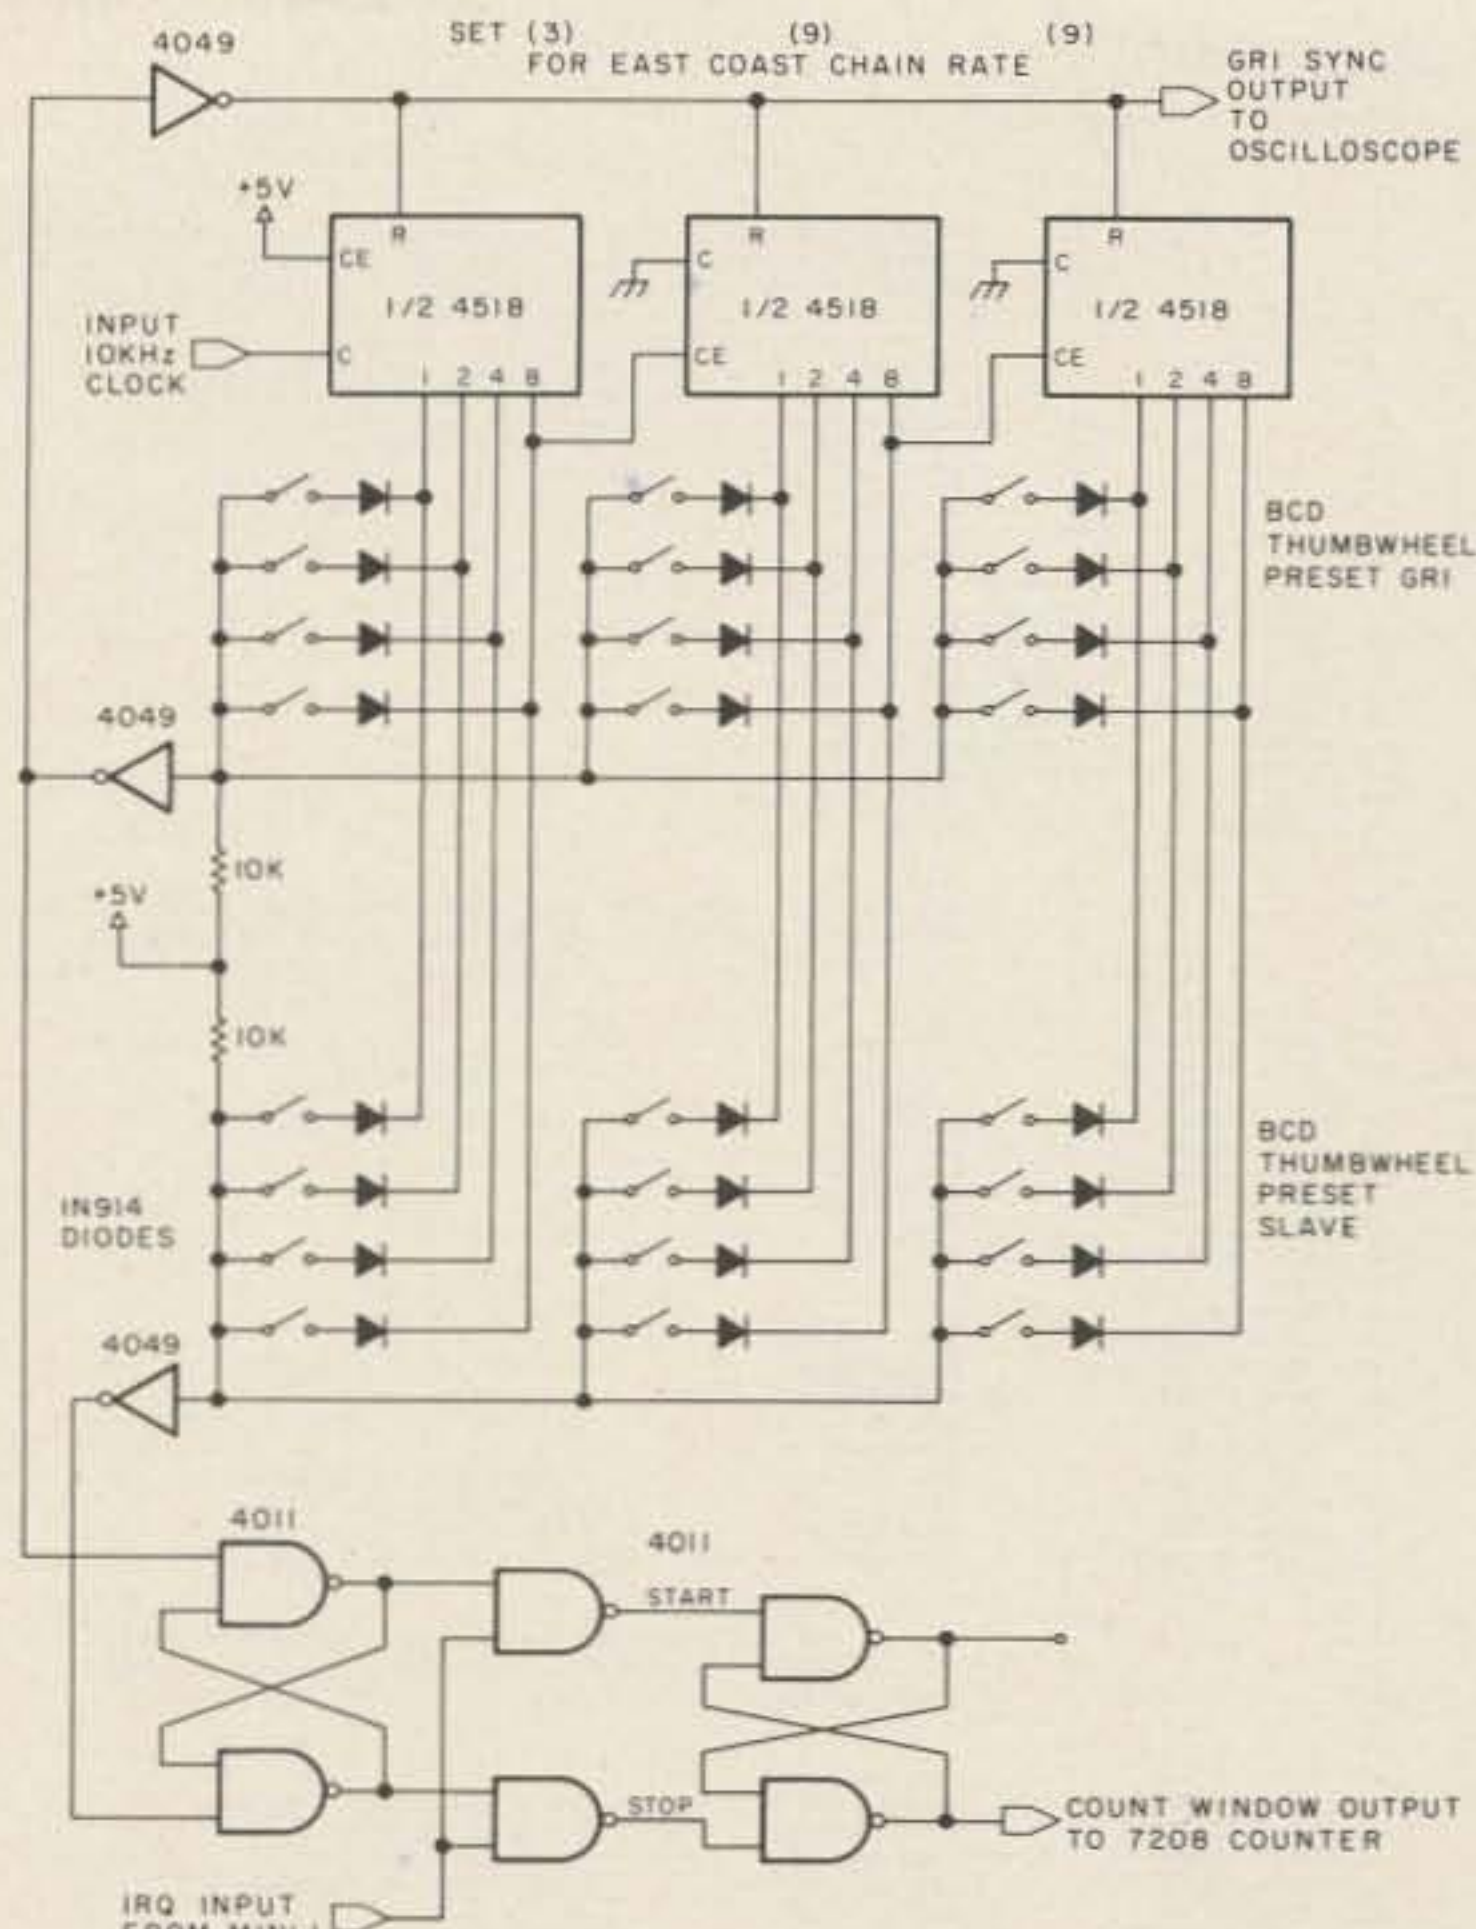 4049
SET (3) (9) (9)
FOR EAST COAST CHAIN RATE
GRI SYNC
OUTPUT
TO
OSCILLOSCOPE
+5V
R
CE
1/2 4518
C
1 2 4 8
R
C
1/2 4518
CE
1 2 4 8
R
C
1/2 4518
CE
1 2 4 8
INPUT
10KHz
CLOCK
BCD
THUMBWHEEL
PRESET GRI
4049
10K
+5V
10K
BCD
THUMBWHEEL
PRESET
SLAVE
IN914
DIODES
4049
4011
4011
START
STOP
COUNT WINDOW OUTPUT
TO 7208 COUNTER
IRQ INPUT